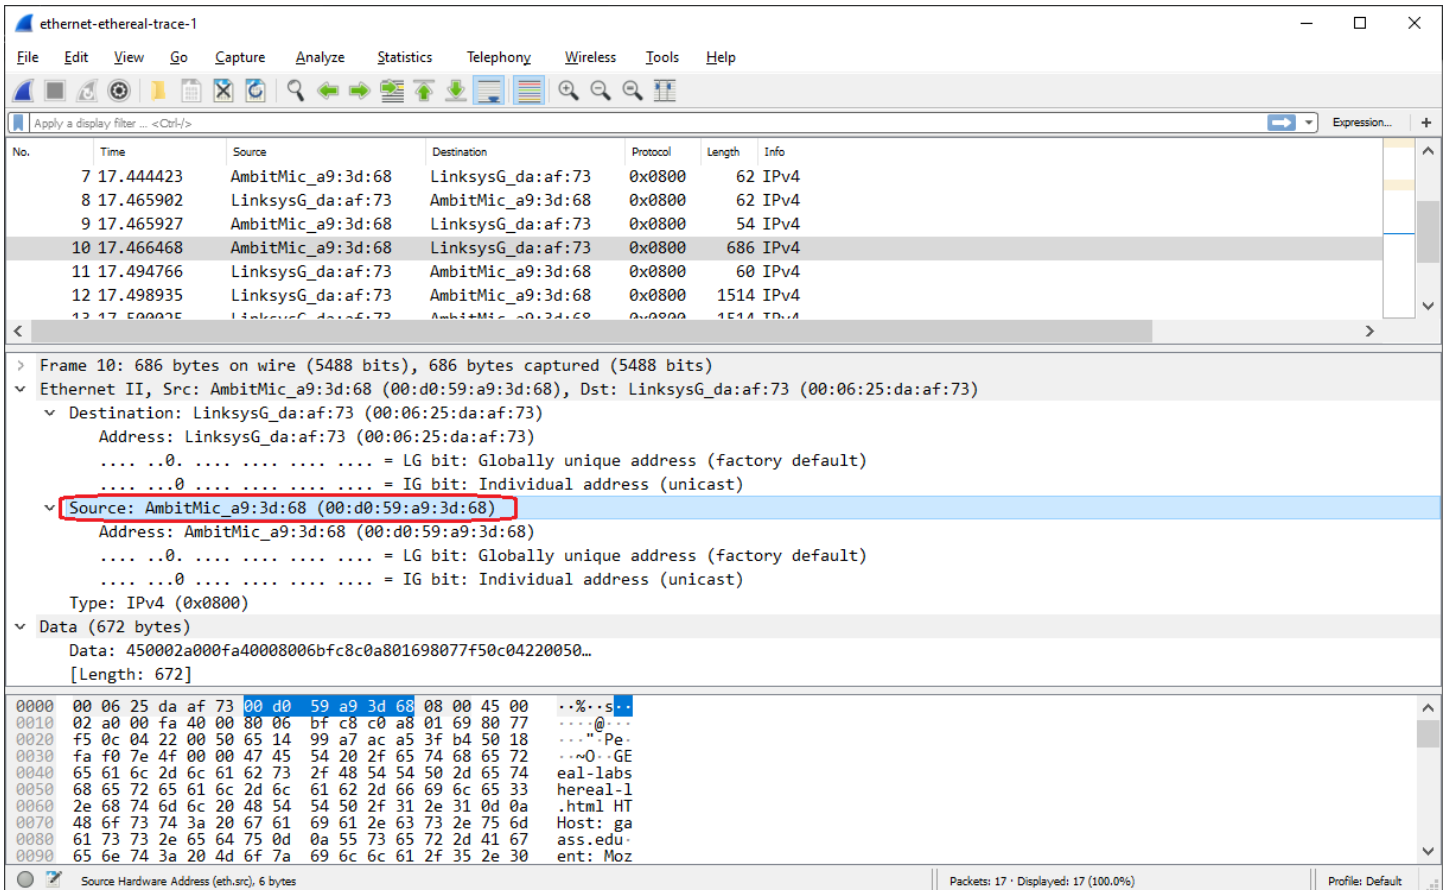 ethernet-ethereal-trace-1
File Edit View Go Capture Analyze Statistics Telephony Wireless Tools Help
Apply a display filter ... <Ctrl-/> Expression... +
No. Time Source Destination Protocol Length Info
7 17.444423 AmbitMic_a9:3d:68 LinksysG_da:af:73 0x0800 62 IPv4
8 17.465902 LinksysG_da:af:73 AmbitMic_a9:3d:68 0x0800 62 IPv4
9 17.465927 AmbitMic_a9:3d:68 LinksysG_da:af:73 0x0800 54 IPv4
10 17.466468 AmbitMic_a9:3d:68 LinksysG_da:af:73 0x0800 686 IPv4
11 17.494766 LinksysG_da:af:73 AmbitMic_a9:3d:68 0x0800 60 IPv4
12 17.498935 LinksysG_da:af:73 AmbitMic_a9:3d:68 0x0800 1514 IPv4
13 17.500025 LinksysG_da:af:73 AmbitMic_a9:3d:68 0x0800 1514 IPv4
Frame 10: 686 bytes on wire (5488 bits), 686 bytes captured (5488 bits)
Ethernet II, Src: AmbitMic_a9:3d:68 (00:d0:59:a9:3d:68), Dst: LinksysG_da:af:73 (00:06:25:da:af:73)
Destination: LinksysG_da:af:73 (00:06:25:da:af:73)
Address: LinksysG_da:af:73 (00:06:25:da:af:73)
.... ..0. .... .... .... .... = LG bit: Globally unique address (factory default)
.... ...0 .... .... .... .... = IG bit: Individual address (unicast)
Source: AmbitMic_a9:3d:68 (00:d0:59:a9:3d:68)
Address: AmbitMic_a9:3d:68 (00:d0:59:a9:3d:68)
.... ..0. .... .... .... .... = LG bit: Globally unique address (factory default)
.... ...0 .... .... .... .... = IG bit: Individual address (unicast)
Type: IPv4 (0x0800)
Data (672 bytes)
Data: 450002a000fa40008006bfc8c0a801698077f50c04220050…
[Length: 672]
0000 00 06 25 da af 73 00 d0 59 a9 3d 68 08 00 45 00 ··%··s··
0010 02 a0 00 fa 40 00 80 06 bf c8 c0 a8 01 69 80 77 ····@···
0020 f5 0c 04 22 00 50 65 14 99 a7 ac a5 3f b4 50 18 ···"·Pe·
0030 fa f0 7e 4f 00 00 47 45 54 20 2f 65 74 68 65 72 ··~O··GE
0040 65 61 6c 2d 6c 61 62 73 2f 48 54 54 50 2d 65 74 eal-labs
0050 68 65 72 65 61 6c 2d 6c 61 62 2d 66 69 6c 65 33 hereal-l
0060 2e 68 74 6d 6c 20 48 54 54 50 2f 31 2e 31 0d 0a .html HT
0070 48 6f 73 74 3a 20 67 61 69 61 2e 63 73 2e 75 6d Host: ga
0080 61 73 73 2e 65 64 75 0d 0a 55 73 65 72 2d 41 67 ass.edu·
0090 65 6e 74 3a 20 4d 6f 7a 69 6c 6c 61 2f 35 2e 30 ent: Moz
Source Hardware Address (eth.src), 6 bytes Packets: 17 · Displayed: 17 (100.0%) Profile: Default